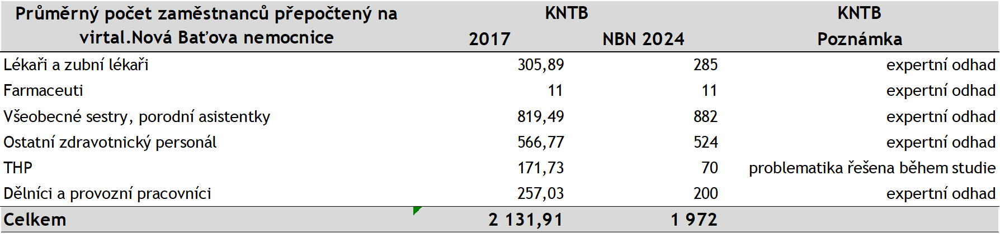 Průměrný počet zaměstnanců přepočtený na KNTB KNTB
virtal.Nová Baťova nemocnice 2017 NBN 2024 Poznámka
Lékaři a zubní lékaři 305,89 285 expertní odhad
Farmaceuti 11 11 expertní odhad
Všeobecné sestry, porodní asistentky 819,49 882 expertní odhad
Ostatní zdravotnický personál 566,77 524 expertní odhad
THP 171,73 70 problematika řešena během studie
Dělníci a provozní pracovníci 257,03 200 expertní odhad
Celkem 2 131,91 1 972